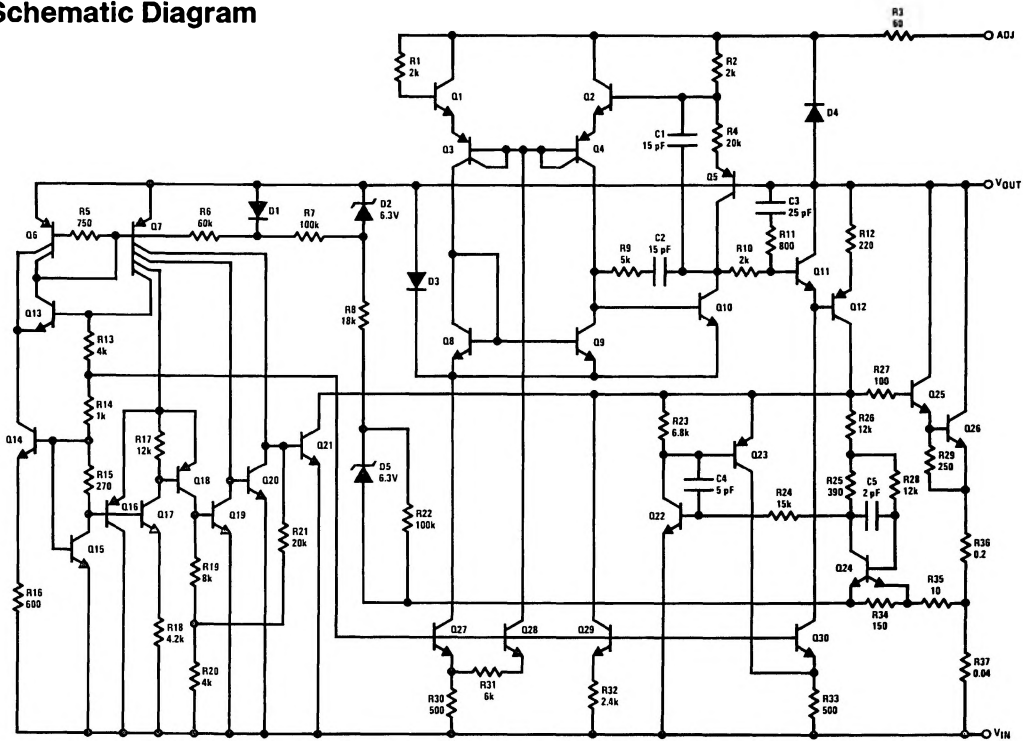 Schematic Diagram
R3
60
ADJ
R1
2k
R2
2k
Q1
Q2
D4
C1
15 pF
R4
20k
Q3
Q4
Q5
VOUT
R5
750
R6
60k
D1
R7
100k
D2
6.3V
C3
25 pF
R12
220
Q6
Q7
R11
800
R9
5k
C2
15 pF
R10
2k
Q11
D3
Q12
Q13
R8
18k
Q10
R13
4k
Q8
Q9
R27
100
Q25
R14
1k
Q14
R17
12k
Q21
R23
6.8k
R26
12k
Q26
R29
250
D5
6.3V
Q23
R15
270
Q18
Q20
C4
5 pF
R25
390
C5
2 pF
R28
12k
R24
15k
Q16
Q17
Q19
R22
100k
Q22
R21
20k
Q15
R36
0.2
Q24
R19
8k
R35
10
R16
600
R34
150
R18
4.2k
Q27
Q28
Q29
Q30
R20
4k
R37
0.04
R31
6k
R30
500
R32
2.4k
R33
500
VIN